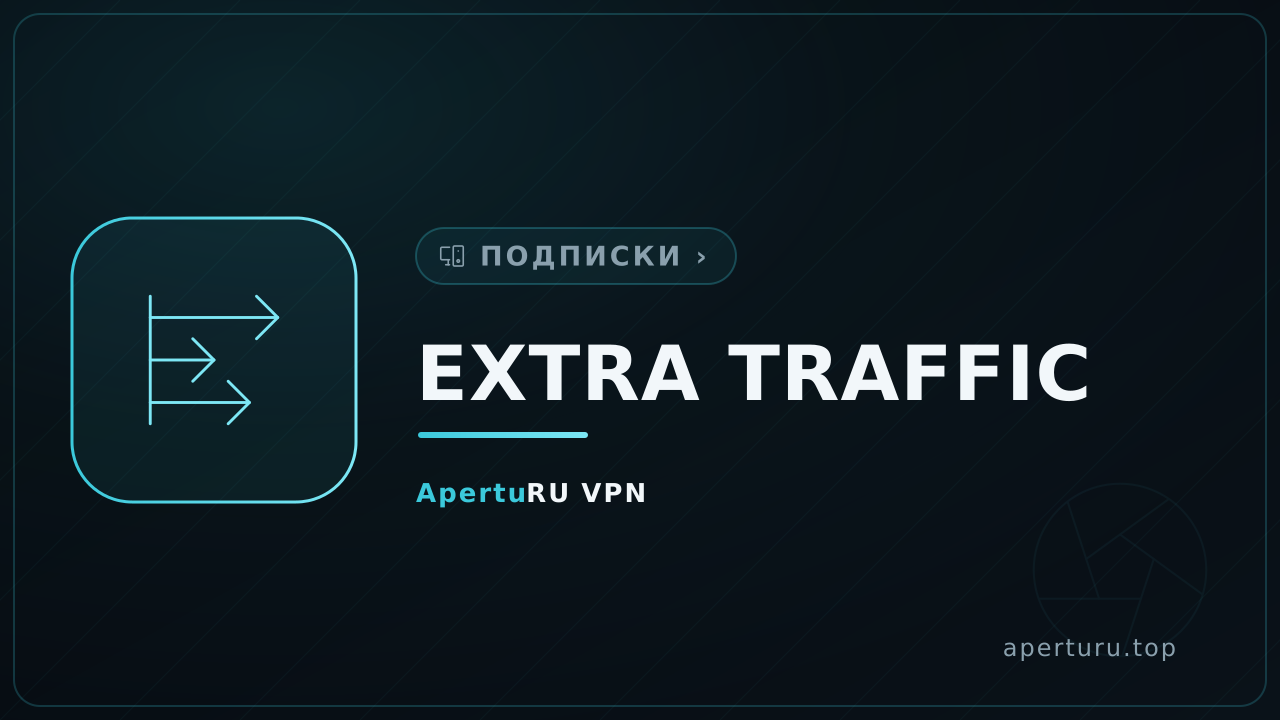 ПОДПИСКИ ›
EXTRA TRAFFIC
ApertuRU VPN
aperturu.top